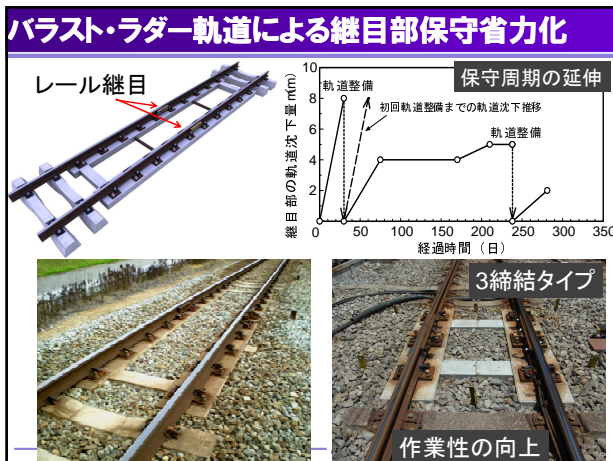 バラスト・ラダー軌道による継目部保守省力化
レール継目
保守周期の延伸
継目部の軌道沈下量 (mm)
10
8
6
4
2
0
50
100
150
200
250
300
350
経過時間（日）
軌道整備
初回軌道整備までの軌道沈下推移
軌道整備
3締結タイプ
作業性の向上